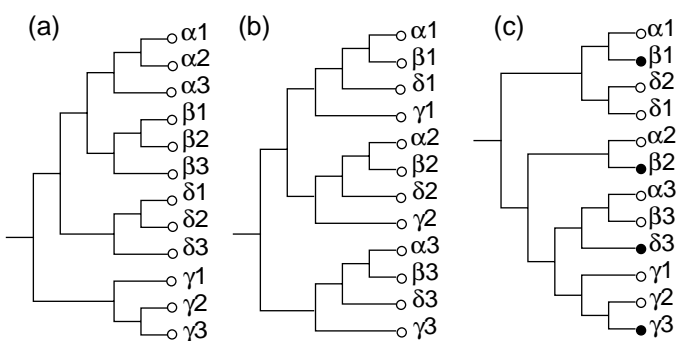 (a)
α1
α2
α3
β1
β2
β3
δ1
δ2
δ3
γ1
γ2
γ3
(b)
α1
β1
δ1
γ1
α2
β2
δ2
γ2
α3
β3
δ3
γ3
(c)
α1
β1
δ2
δ1
α2
β2
α3
β3
δ3
γ1
γ2
γ3